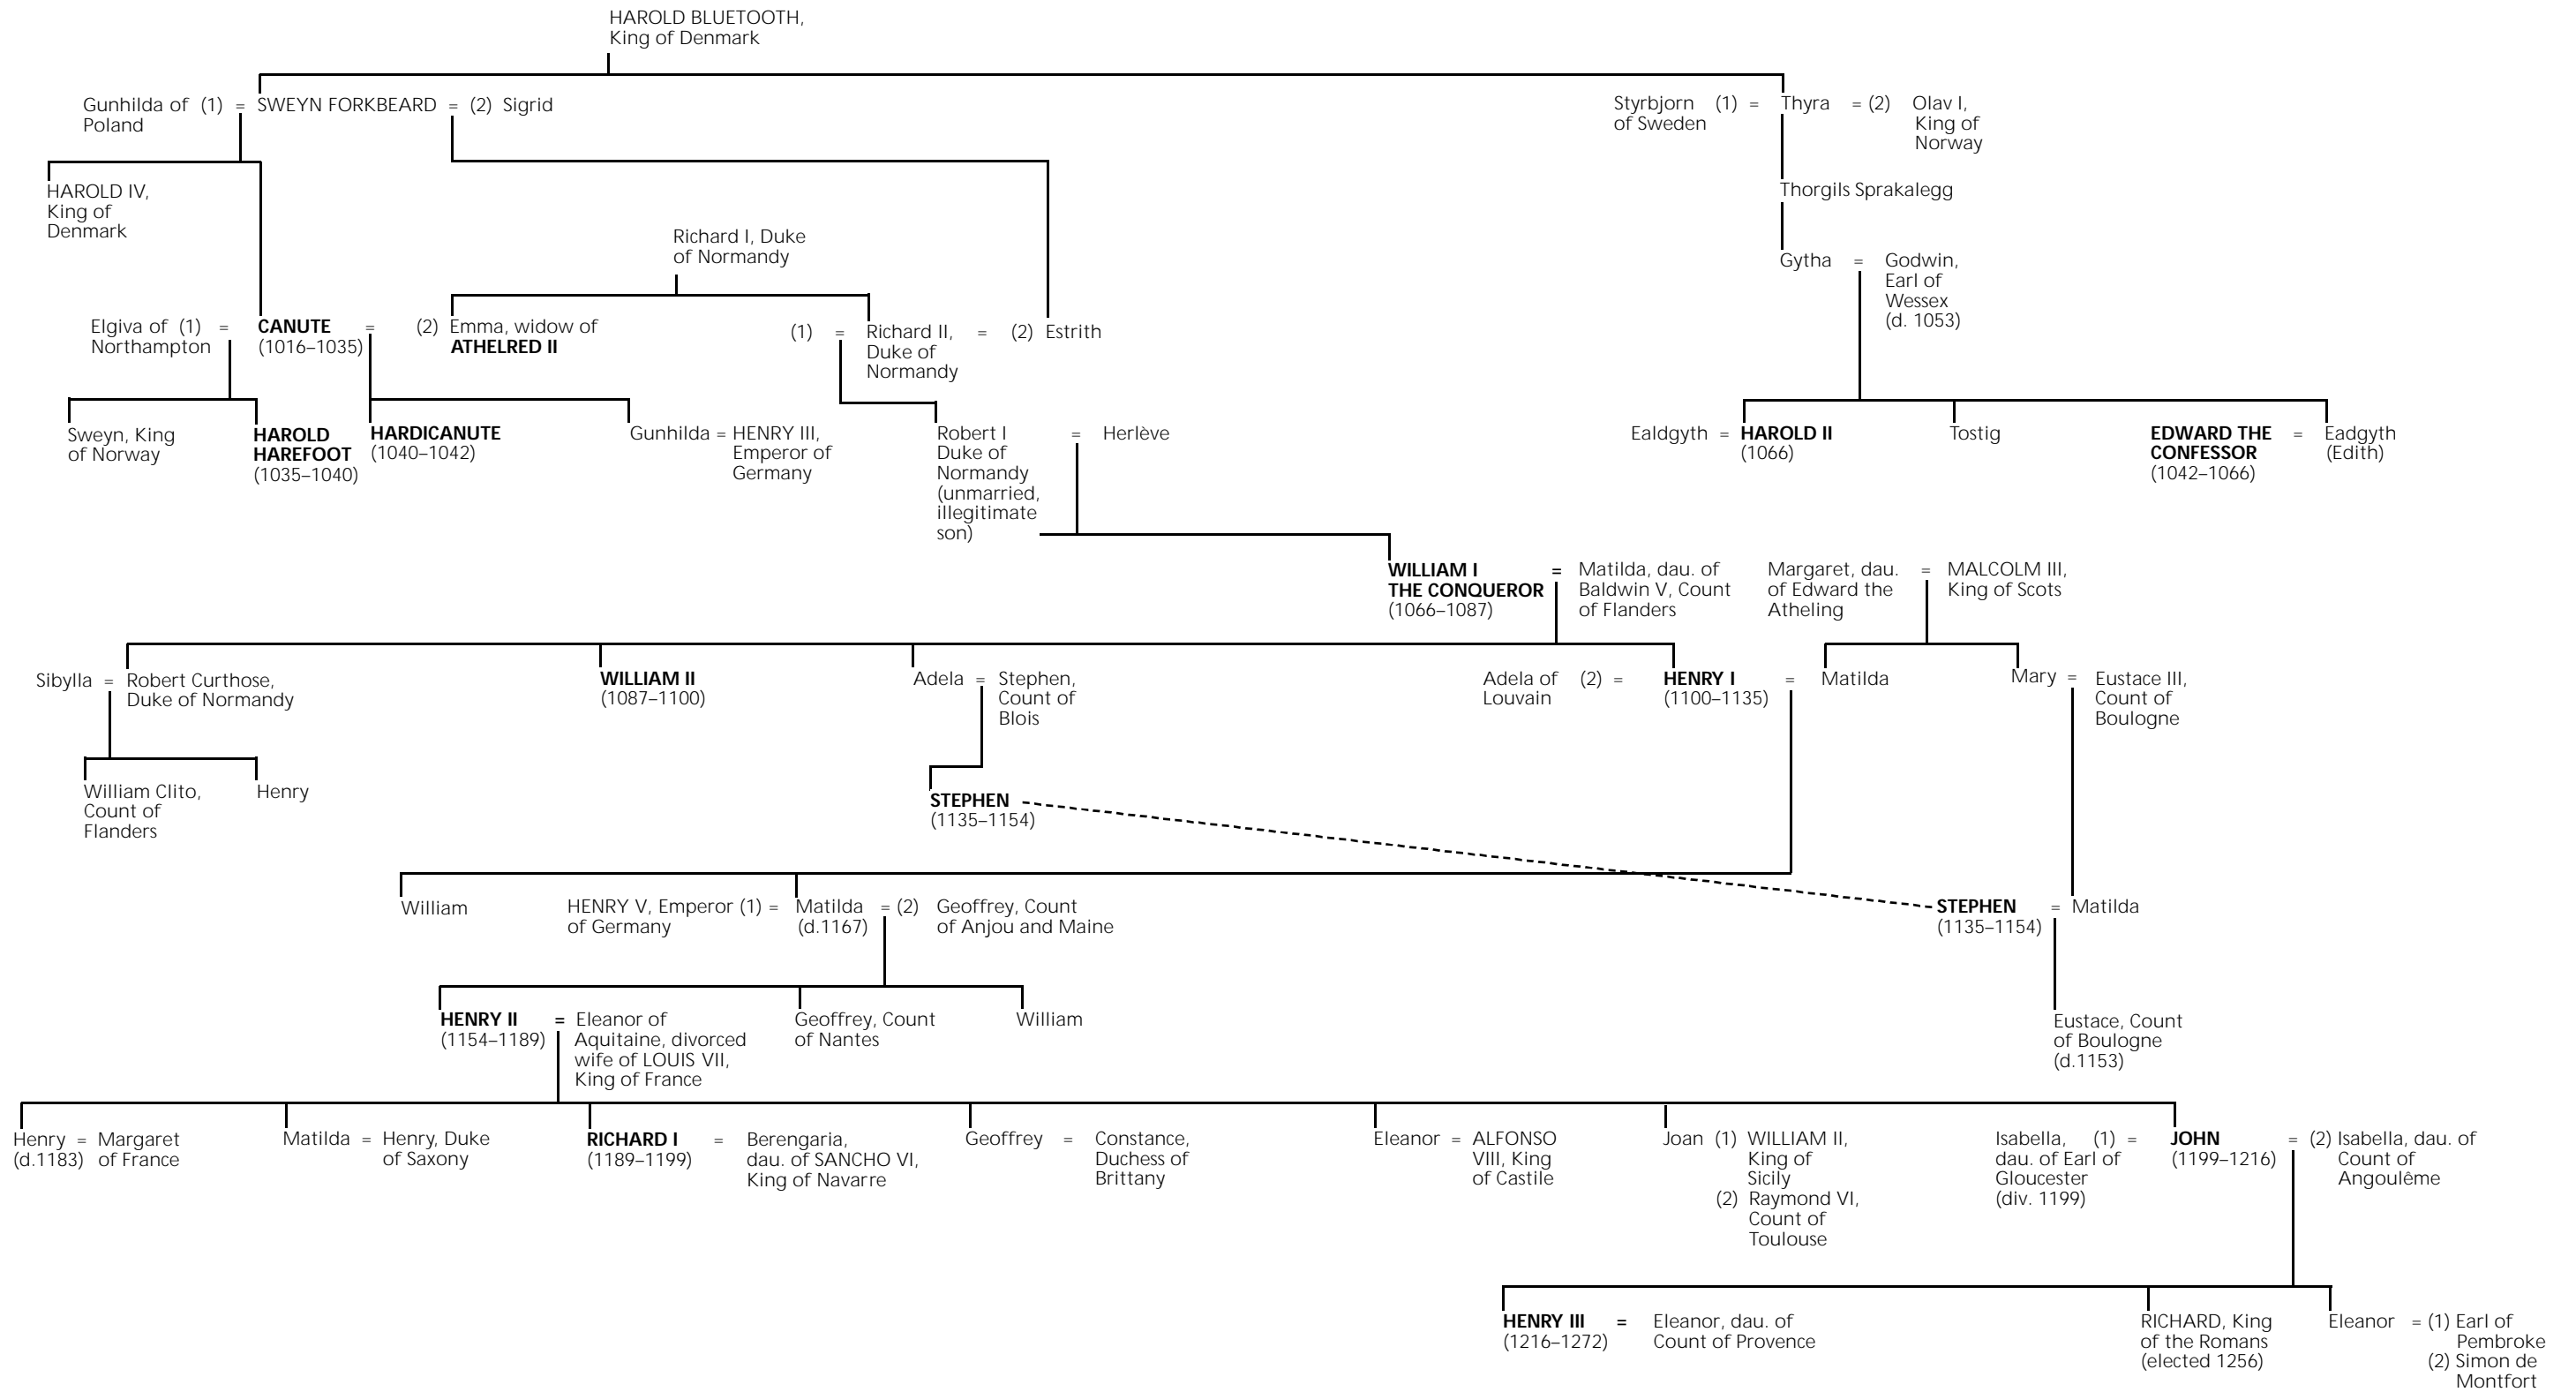 HAROLD BLUETOOTH,
King of Denmark
Gunhilda of (1) = SWEYN FORKBEARD = (2) Sigrid
Poland
Styrbjorn (1) = Thyra = (2) Olav I,
of Sweden King of
Norway
HAROLD IV,
King of
Denmark
Thorgils Sprakalegg
Richard I, Duke
of Normandy
Gytha = Godwin,
Earl of
Wessex
(d. 1053)
Elgiva of (1) = CANUTE = (2) Emma, widow of
Northampton (1016–1035) ATHELRED II
(1) = Richard II, = (2) Estrith
Duke of
Normandy
Sweyn, King
of Norway
HAROLD
HAREFOOT
(1035–1040)
HARDICANUTE
(1040–1042)
Gunhilda = HENRY III,
Emperor of
Germany
Robert I = Herlève
Duke of
Normandy
(unmarried,
illegitimate
son)
Ealdgyth = HAROLD II
(1066)
Tostig
EDWARD THE = Eadgyth
CONFESSOR (Edith)
(1042–1066)
WILLIAM I = Matilda, dau. of
THE CONQUEROR Baldwin V, Count
(1066–1087) of Flanders
Margaret, dau. = MALCOLM III,
of Edward the King of Scots
Atheling
Sibylla = Robert Curthose,
Duke of Normandy
WILLIAM II
(1087–1100)
Adela = Stephen,
Count of
Blois
Adela of (2) = HENRY I = Matilda
Louvain (1100–1135)
Mary = Eustace III,
Count of
Boulogne
William Clito,
Count of
Flanders
Henry
STEPHEN
(1135–1154)
William
HENRY V, Emperor (1) = Matilda = (2) Geoffrey, Count
of Germany (d.1167) of Anjou and Maine
STEPHEN = Matilda
(1135–1154)
HENRY II = Eleanor of
(1154–1189) Aquitaine, divorced
wife of LOUIS VII,
King of France
Geoffrey, Count
of Nantes
William
Eustace, Count
of Boulogne
(d.1153)
Henry = Margaret
(d.1183) of France
Matilda = Henry, Duke
of Saxony
RICHARD I = Berengaria,
(1189–1199) dau. of SANCHO VI,
King of Navarre
Geoffrey = Constance,
Duchess of
Brittany
Eleanor = ALFONSO
VIII, King
of Castile
Joan (1) WILLIAM II,
King of
Sicily
(2) Raymond VI,
Count of
Toulouse
Isabella, (1) = JOHN = (2) Isabella, dau. of
dau. of Earl of (1199–1216) Count of
Gloucester Angoulême
(div. 1199)
HENRY III = Eleanor, dau. of
(1216–1272) Count of Provence
RICHARD, King
of the Romans
(elected 1256)
Eleanor = (1) Earl of
Pembroke
(2) Simon de
Montfort